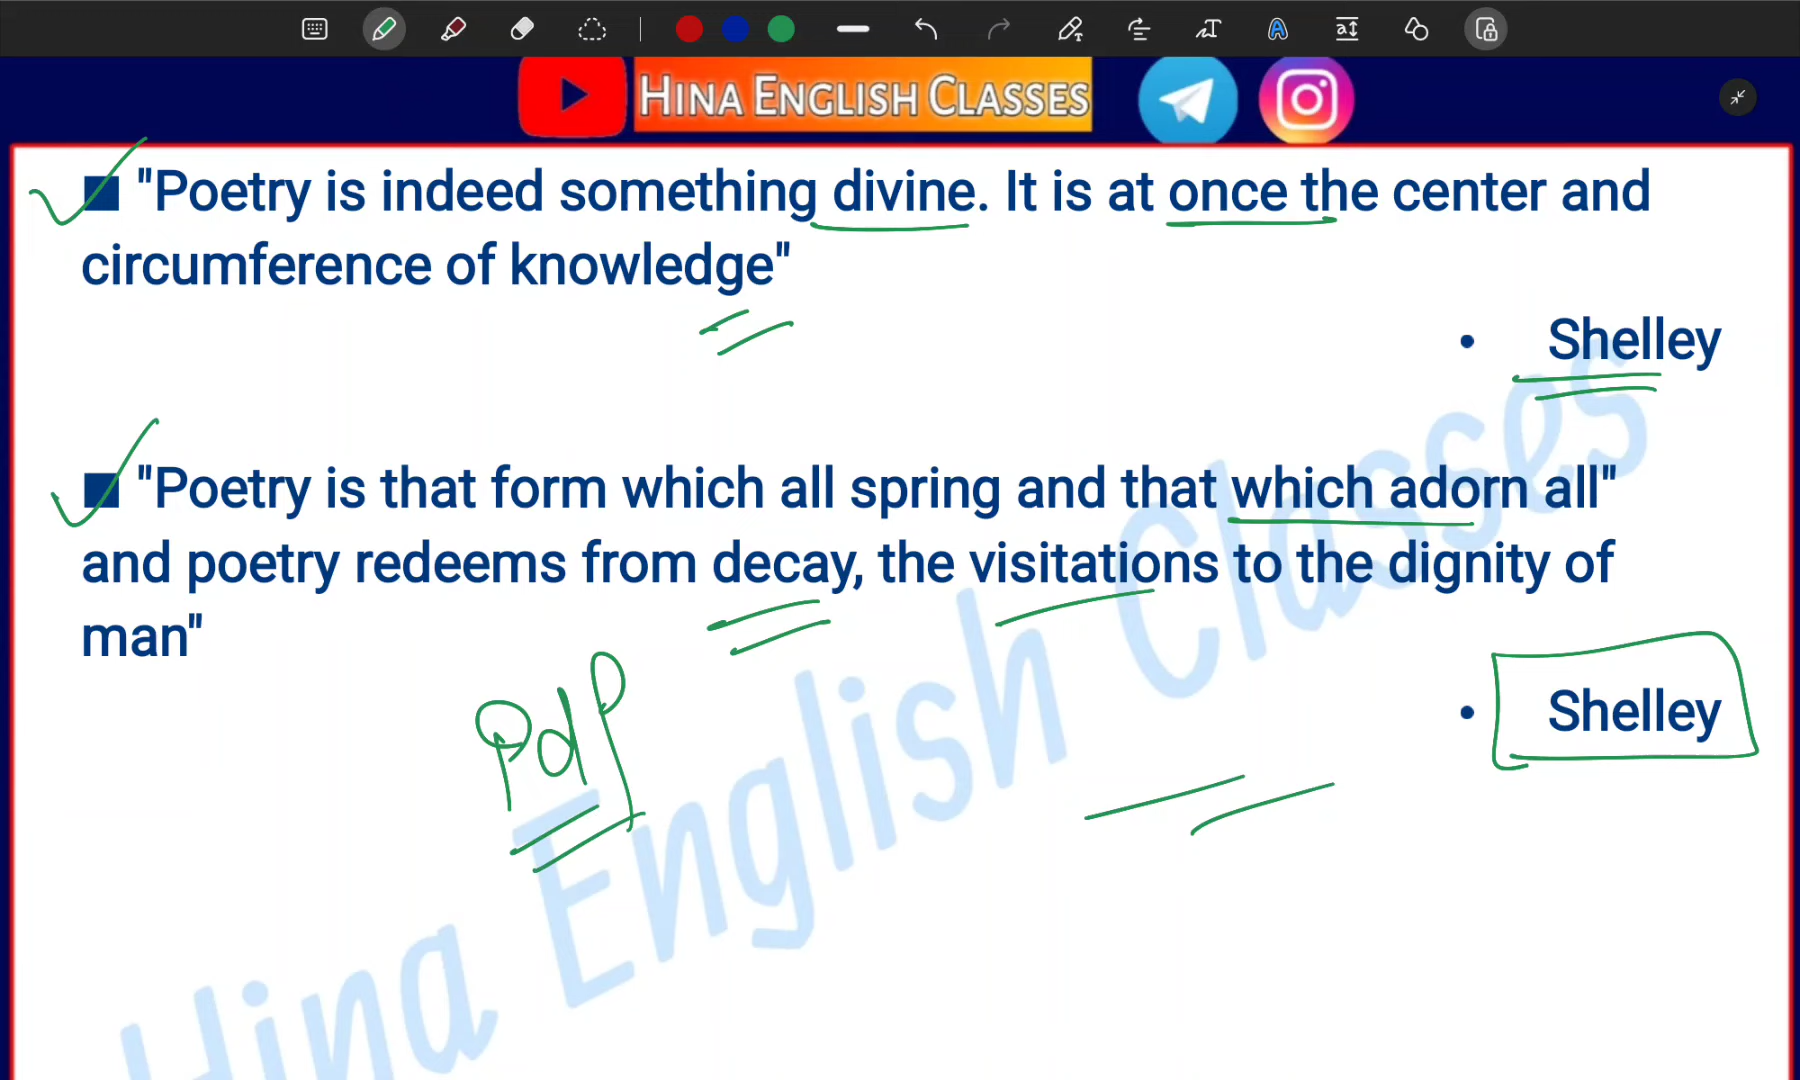 HINA ENGLISH CLASSES
■ "Poetry is indeed something divine. It is at once the center and
circumference of knowledge"
• Shelley
■ "Poetry is that form which all spring and that which adorn all"
and poetry redeems from decay, the visitations to the dignity of
man"
• Shelley
Pdf
Hina English Classes